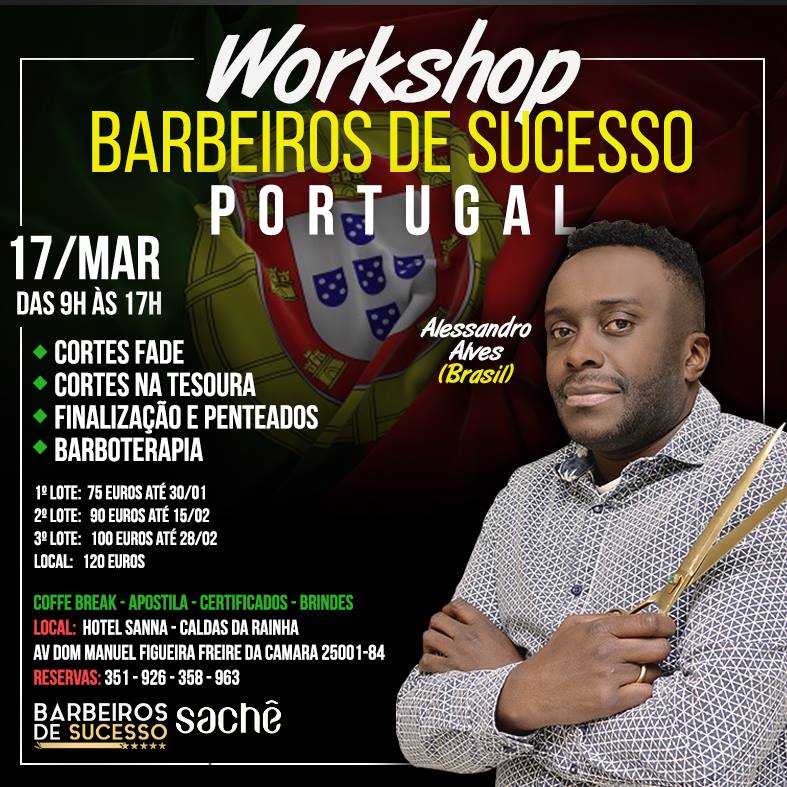 Workshop
BARBEIROS DE SUCESSO
PORTUGAL
17/MAR
DAS 9H ÀS 17H
Alessandro
Alves
(Brasil)
CORTES FADE
CORTES NA TESOURA
FINALIZAÇÃO E PENTEADOS
BARBOTERAPIA
1º LOTE: 75 EUROS ATÉ 30/01
2º LOTE: 90 EUROS ATÉ 15/02
3º LOTE: 100 EUROS ATÉ 28/02
LOCAL: 120 EUROS
COFFE BREAK - APOSTILA - CERTIFICADOS - BRINDES
LOCAL: HOTEL SANNA - CALDAS DA RAINHA
AV DOM MANUEL FIGUEIRA FREIRE DA CAMARA 25001-84
RESERVAS: 351 - 926 - 358 - 963
BARBEIROS
DE SUCESSO
sachê